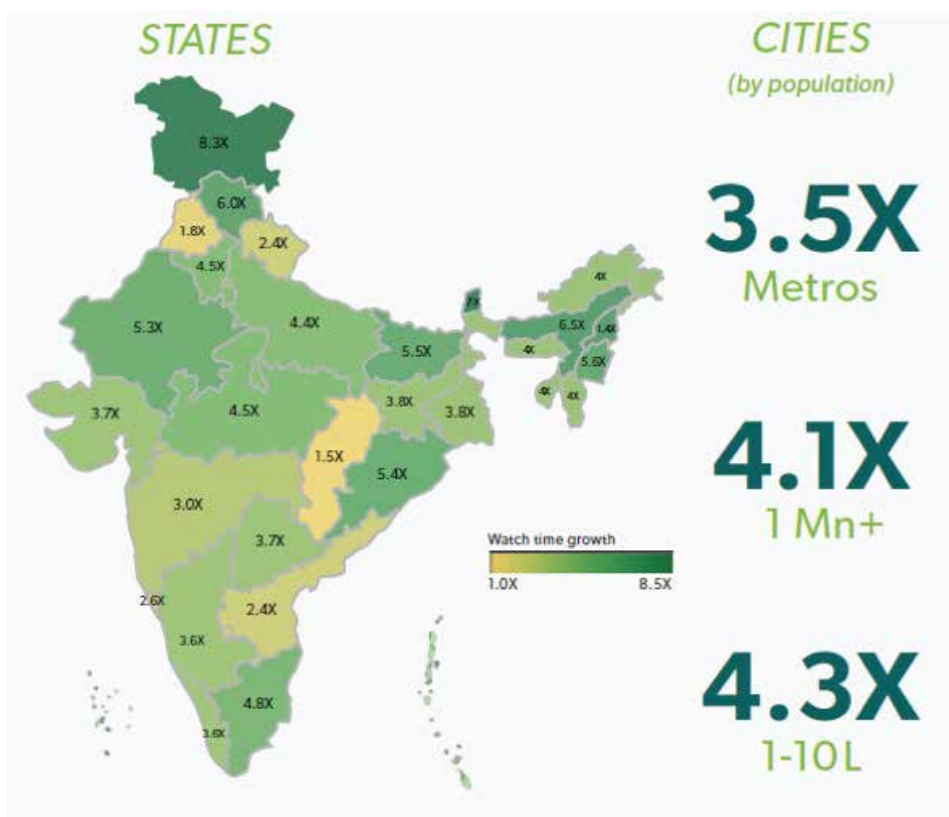 STATES
CITIES
(by population)
8.3X
6.0X
1.8X
2.4X
4.5X
3.5X
Metros
4X
5.3X
4.4X
6.5X
1.4X
5.5X
4X
5.6X
3.7X
4.5X
3.8X
3.8X
4X
4X
1.5X
5.4X
3.0X
4.1X
1 Mn+
3.7X
Watch time growth
1.0X
8.5X
2.6X
2.4X
3.6X
4.8X
3.6X
4.3X
1-10 L